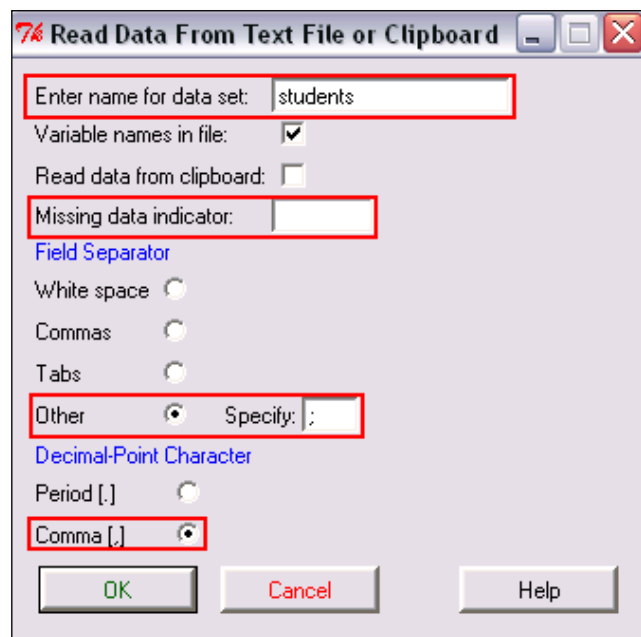 Read Data From Text File or Clipboard
Enter name for data set: students
Variable names in file:
Read data from clipboard:
Missing data indicator:
Field Separator
White space
Commas
Tabs
Other Specify: ;
Decimal-Point Character
Period [.]
Comma [,]
OK Cancel Help